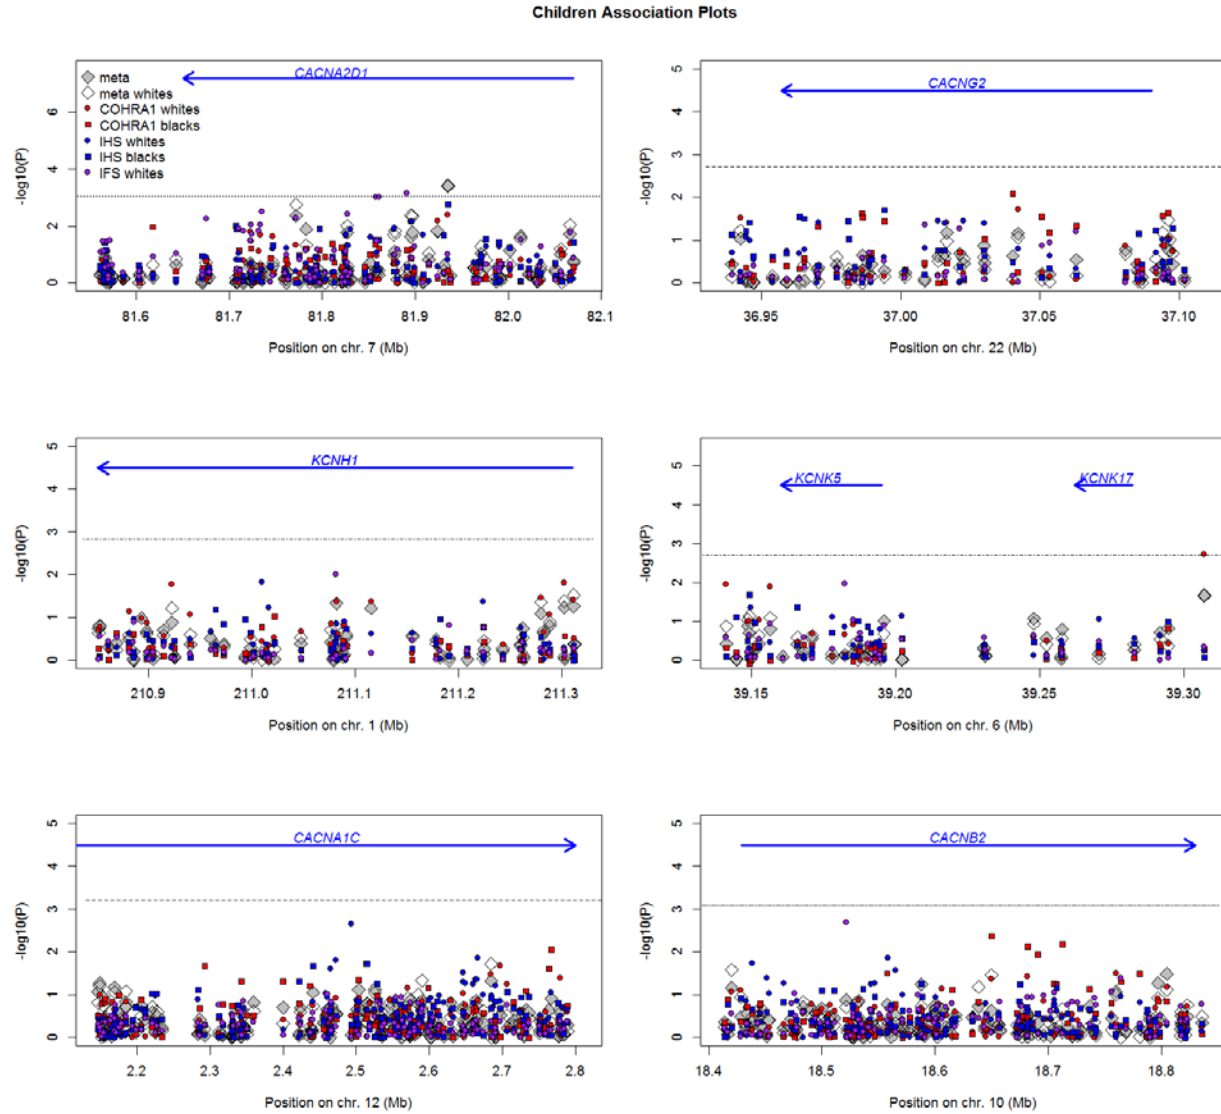 Children Association Plots
CACNA2D1
meta
meta whites
COHRA1 whites
COHRA1 blacks
IHS whites
IHS blacks
IFS whites
-log10(P)
0 2 4 6
81.6 81.7 81.8 81.9 82.0 82.1
Position on chr. 7 (Mb)
CACNG2
-log10(P)
0 1 2 3 4 5
36.95 37.00 37.05 37.10
Position on chr. 22 (Mb)
KCNH1
-log10(P)
0 1 2 3 4 5
210.9 211.0 211.1 211.2 211.3
Position on chr. 1 (Mb)
KCNK5 KCNK17
-log10(P)
0 1 2 3 4 5
39.15 39.20 39.25 39.30
Position on chr. 6 (Mb)
CACNA1C
-log10(P)
0 1 2 3 4 5
2.2 2.3 2.4 2.5 2.6 2.7 2.8
Position on chr. 12 (Mb)
CACNB2
-log10(P)
0 1 2 3 4 5
18.4 18.5 18.6 18.7 18.8
Position on chr. 10 (Mb)